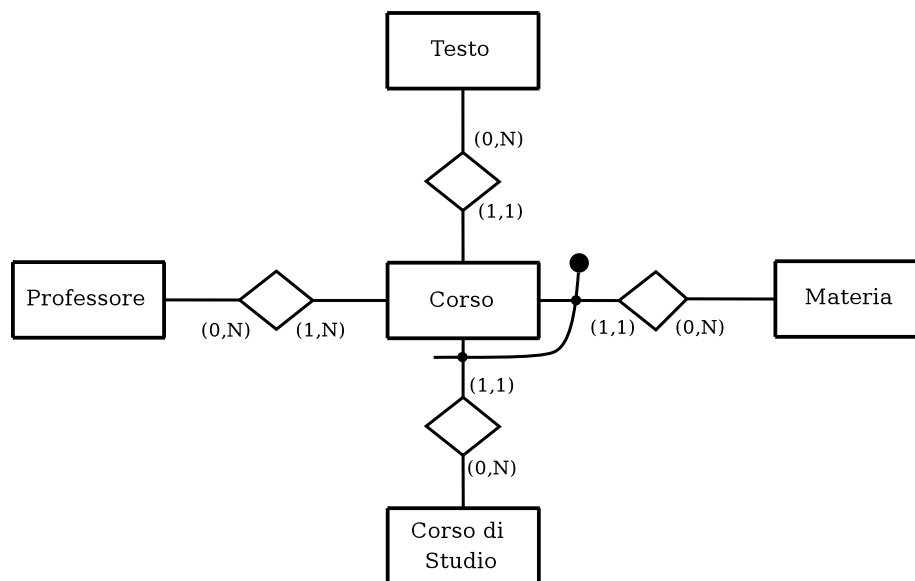 Testo
(0,N)
(1,1)
Professore
Corso
Materia
(0,N)
(1,N)
(1,1)
(0,N)
(1,1)
(0,N)
Corso di
Studio